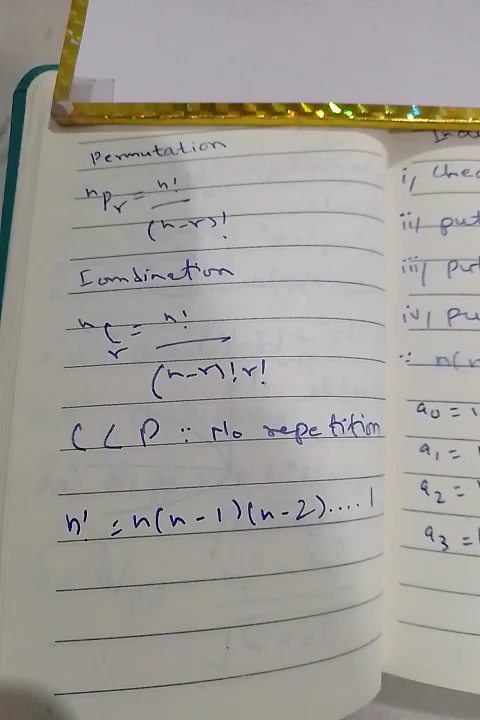 Permutation
nPr = n!
(n-r)!
Combination
nCr = n!
(n-r)!r!
C < P ∵ No repetition
n! = n(n-1)(n-2)....1
i, chec
ii, put
iii, put
iv, pu
∵ n(n
a0 = 1
a1 =
a2 =
a3 =